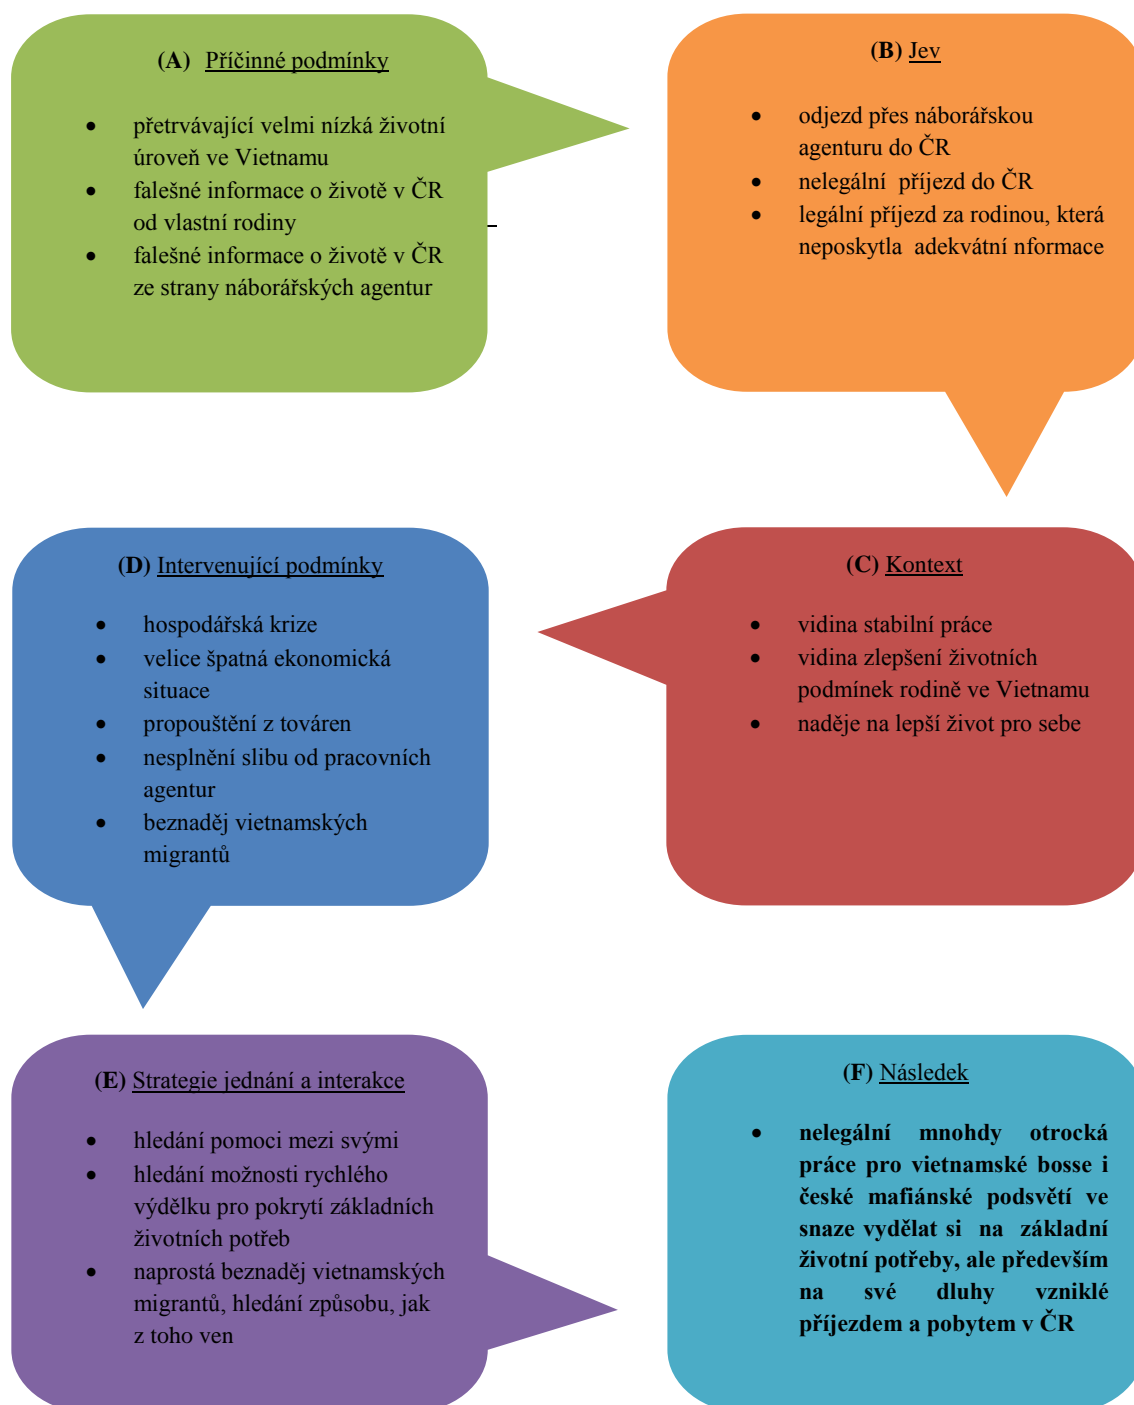 (A) Příčinné podmínky
• přetrvávající velmi nízká životní
úroveň ve Vietnamu
• falešné informace o životě v ČR
od vlastní rodiny
• falešné informace o životě v ČR
ze strany náborářských agentur
(B) Jev
• odjezd přes náborářskou
agenturu do ČR
• nelegální příjezd do ČR
• legální příjezd za rodinou, která
neposkytla adekvátní nformace
(C) Kontext
• vidina stabilní práce
• vidina zlepšení životních
podmínek rodině ve Vietnamu
• naděje na lepší život pro sebe
(D) Intervenující podmínky
• hospodářská krize
• velice špatná ekonomická
situace
• propouštění z továren
• nesplnění slibu od pracovních
agentur
• beznaděj vietnamských
migrantů
(E) Strategie jednání a interakce
• hledání pomoci mezi svými
• hledání možnosti rychlého
výdělku pro pokrytí základních
životních potřeb
• naprostá beznaděj vietnamských
migrantů, hledání způsobu, jak
z toho ven
(F) Následek
• nelegální mnohdy otrocká
práce pro vietnamské bosse i
české mafiánské podsvětí ve
snaze vydělat si na základní
životní potřeby, ale především
na své dluhy vzniklé
příjezdem a pobytem v ČR